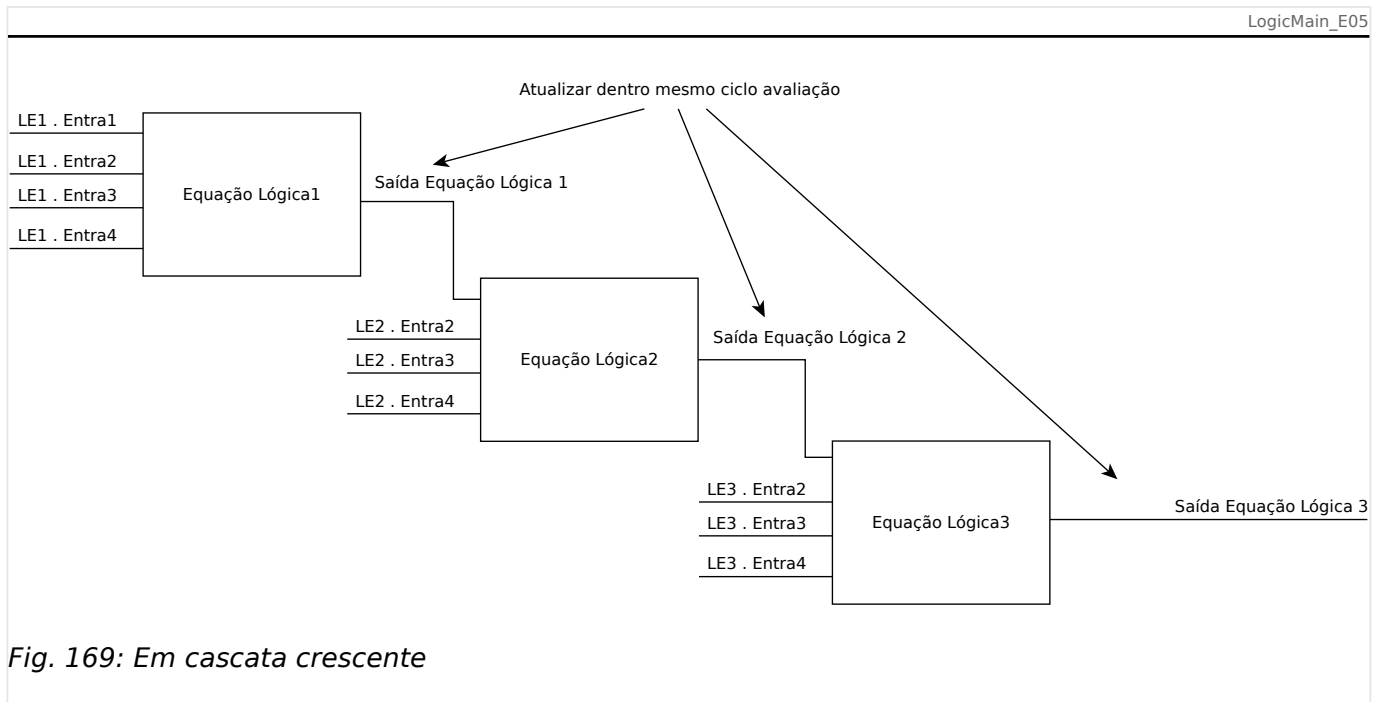 LogicMain_E05
Atualizar dentro mesmo ciclo avaliação
LE1 . Entra1
LE1 . Entra2
LE1 . Entra3
LE1 . Entra4
Equação Lógica1
Saída Equação Lógica 1
LE2 . Entra2
LE2 . Entra3
LE2 . Entra4
Equação Lógica2
Saída Equação Lógica 2
LE3 . Entra2
LE3 . Entra3
LE3 . Entra4
Equação Lógica3
Saída Equação Lógica 3
Fig. 169: Em cascata crescente